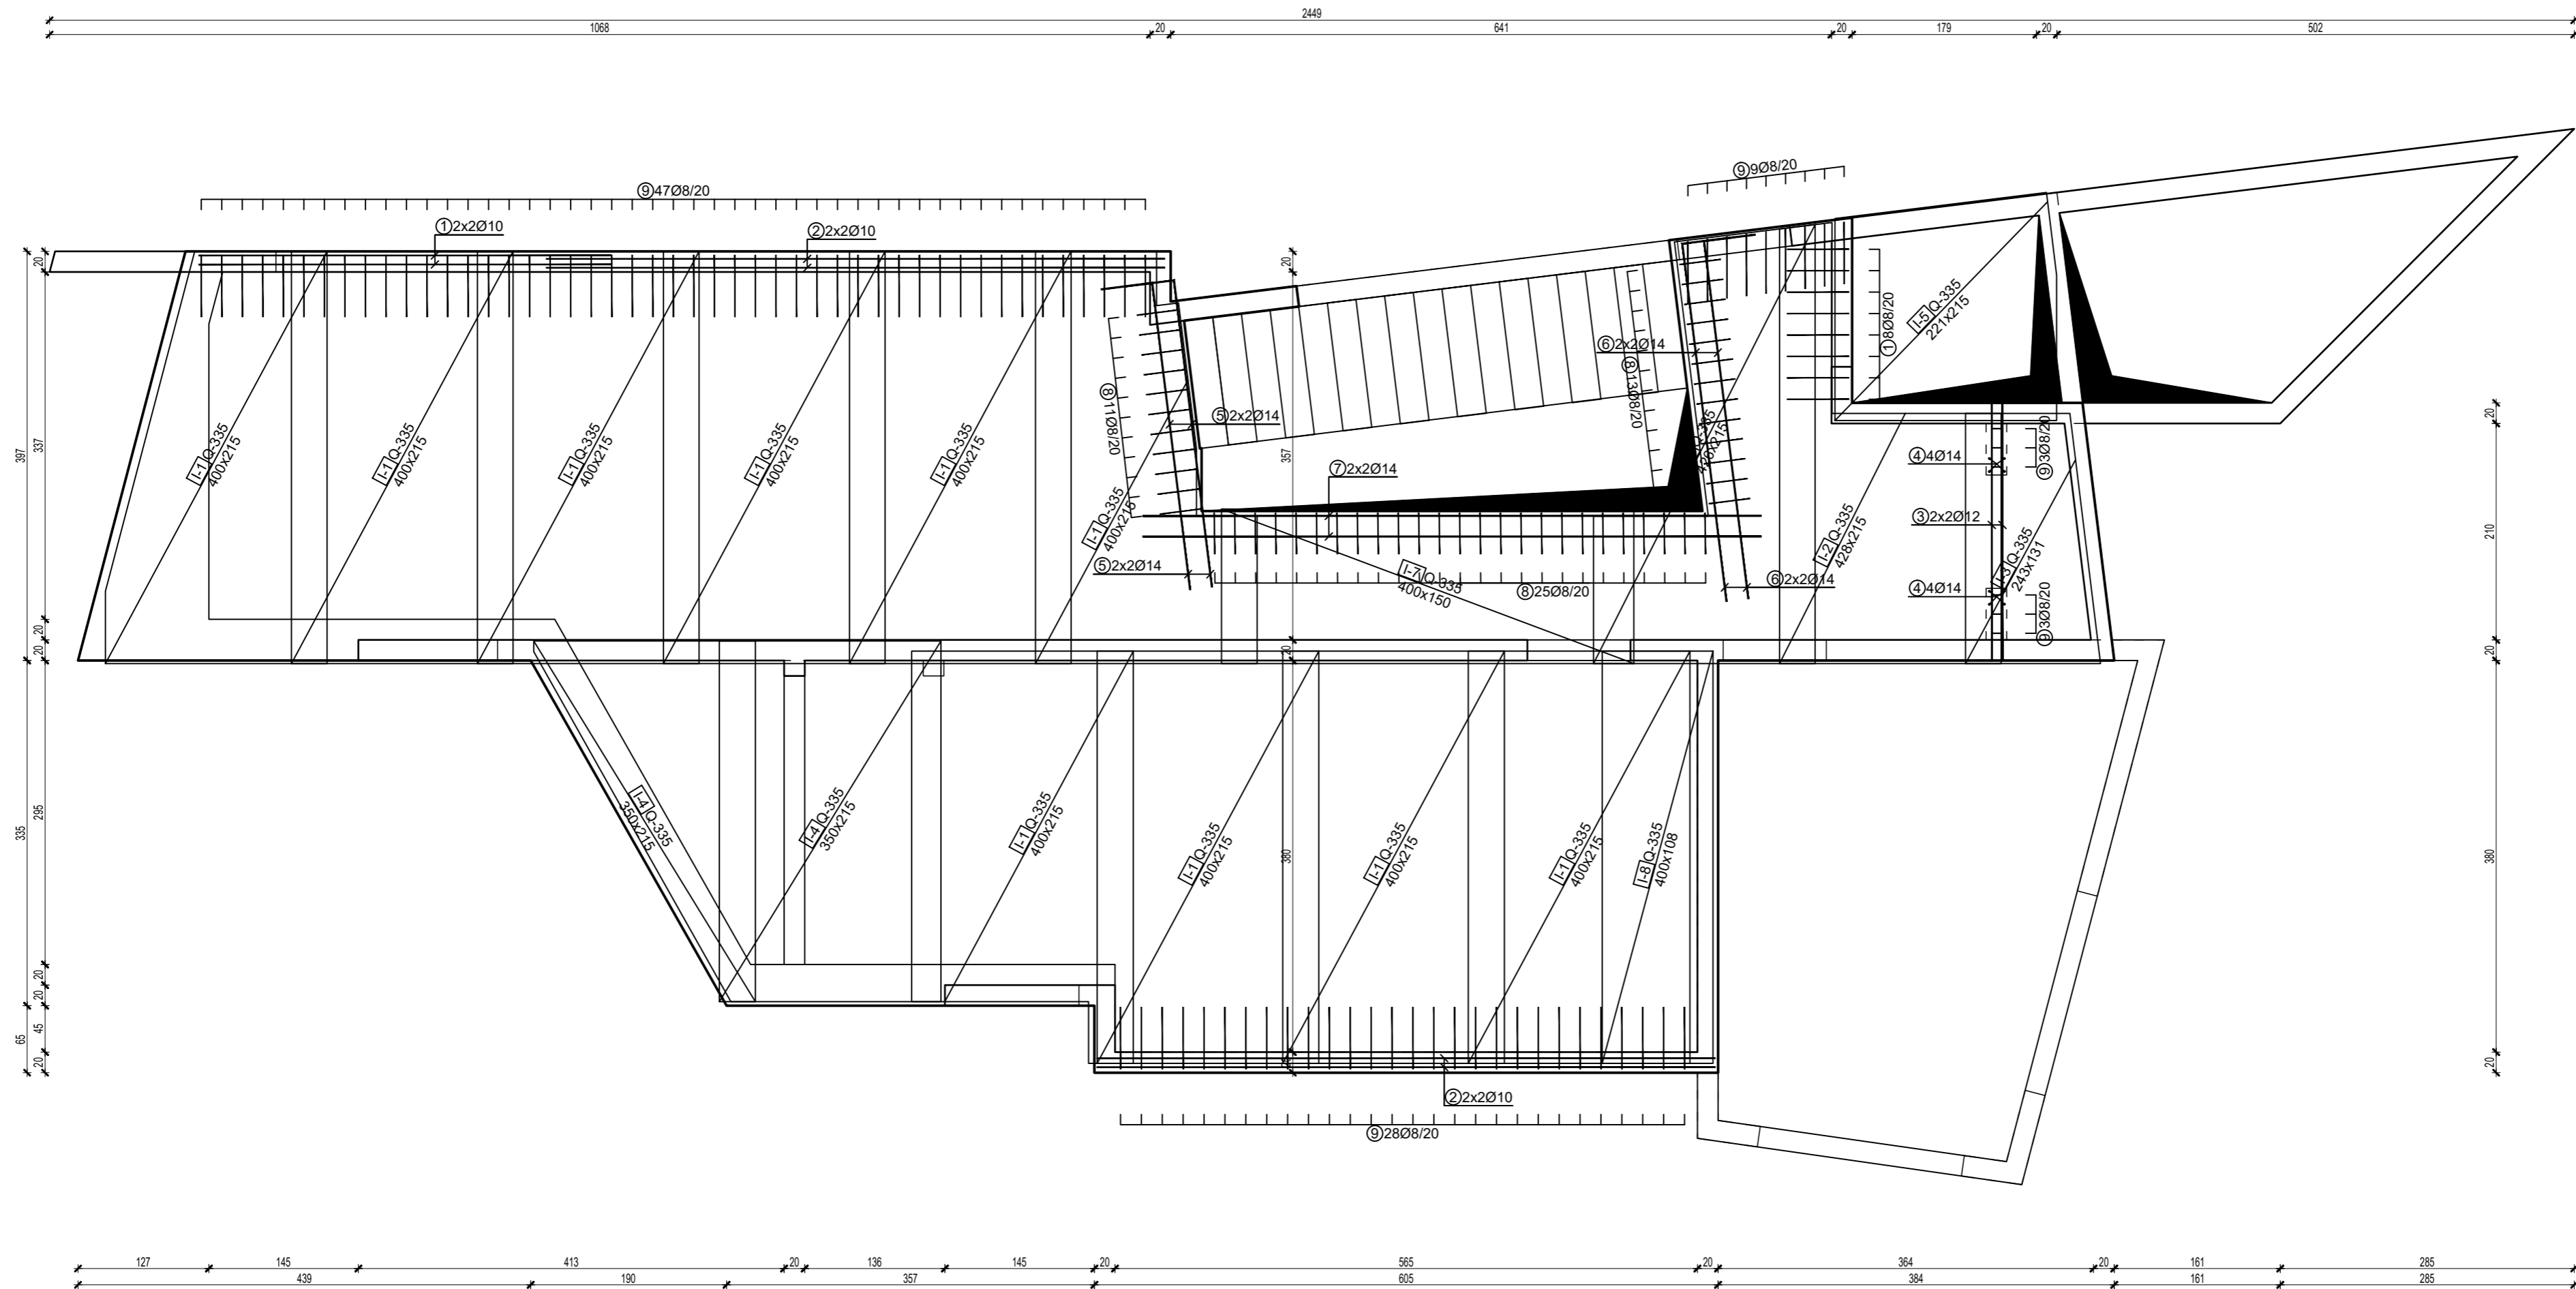 2449
1068
20
641
20
179
20
502
⑨9Ø8/20
⑨47Ø8/20
①2x2Ø10
②2x2Ø10
20
20
I-5 Q-335
221x215
①8Ø8/20
⑥2x2Ø14
⑧13Ø8/20
⑧11Ø8/20
⑤2x2Ø14
20
I-1 Q-335
400x215
I-1 Q-335
400x215
I-1 Q-335
400x215
I-1 Q-335
400x215
I-1 Q-335
400x215
397
337
357
428x215
④4Ø14
⑨3Ø8/20
⑦2x2Ø14
I-1 Q-335
400x215
③2x2Ø12
210
I-2 Q-335
428x215
I-3 Q-335
243x131
⑤2x2Ø14
I-7 Q-335
400x150
⑧25Ø8/20
⑥2x2Ø14
④4Ø14
⑨3Ø8/20
20
20
20
20
335
295
I-4 Q-335
350x215
I-4 Q-335
350x215
I-1 Q-335
400x215
I-1 Q-335
400x215
I-1 Q-335
400x215
I-1 Q-335
400x215
I-8 Q-335
400x108
380
380
20
20
65
45
20
20
②2x2Ø10
⑨28Ø8/20
127
145
413
20
136
145
20
565
20
364
20
161
285
439
190
357
605
384
161
285